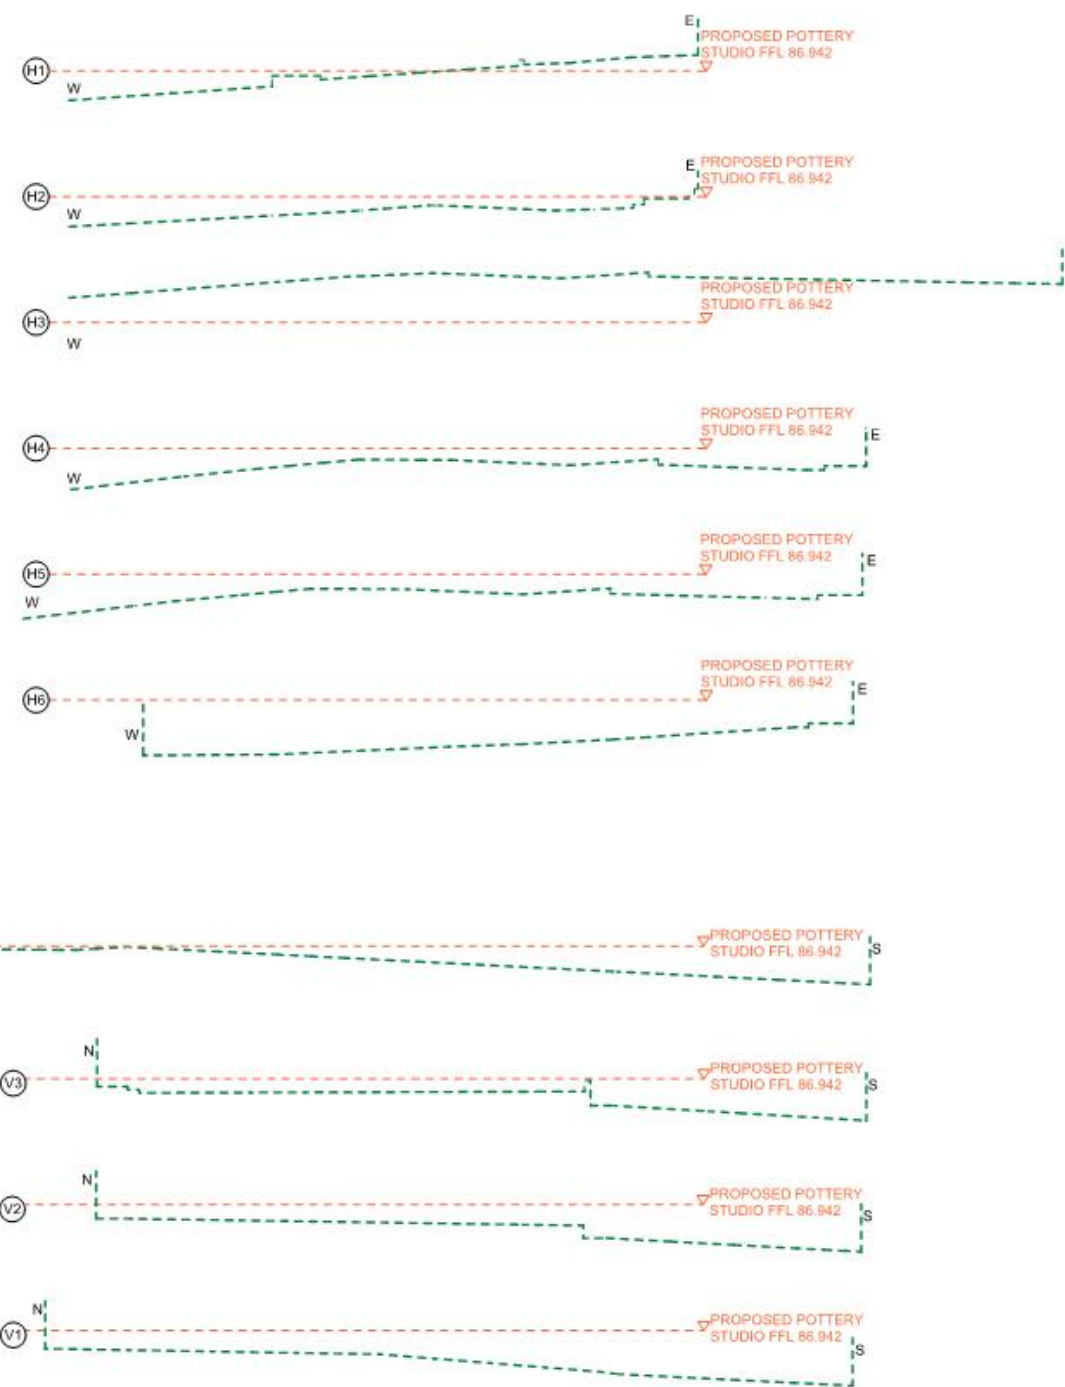 E
PROPOSED POTTERY
STUDIO FFL 86.942
H1
W
E
PROPOSED POTTERY
STUDIO FFL 86.942
H2
W
PROPOSED POTTERY
STUDIO FFL 86.942
H3
W
PROPOSED POTTERY
STUDIO FFL 86.942
E
H4
W
PROPOSED POTTERY
STUDIO FFL 86.942
E
H5
W
PROPOSED POTTERY
STUDIO FFL 86.942
E
H6
W
PROPOSED POTTERY
STUDIO FFL 86.942
S
N
PROPOSED POTTERY
STUDIO FFL 86.942
V3
S
N
PROPOSED POTTERY
STUDIO FFL 86.942
V2
S
N
PROPOSED POTTERY
STUDIO FFL 86.942
V1
S